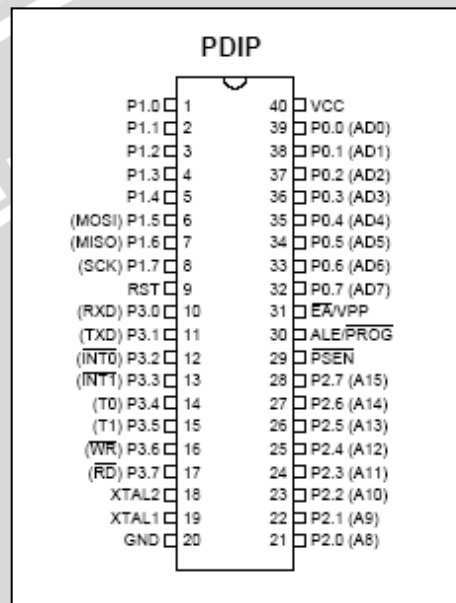 PDIP
P1.0 1 40 VCC
P1.1 2 39 P0.0 (AD0)
P1.2 3 38 P0.1 (AD1)
P1.3 4 37 P0.2 (AD2)
P1.4 5 36 P0.3 (AD3)
(MOSI) P1.5 6 35 P0.4 (AD4)
(MISO) P1.6 7 34 P0.5 (AD5)
(SCK) P1.7 8 33 P0.6 (AD6)
RST 9 32 P0.7 (AD7)
(RXD) P3.0 10 31 E̅A̅/VPP
(TXD) P3.1 11 30 ALE/P̅R̅O̅G̅
(I̅N̅T̅0̅) P3.2 12 29 P̅S̅E̅N̅
(I̅N̅T̅1̅) P3.3 13 28 P2.7 (A15)
(T0) P3.4 14 27 P2.6 (A14)
(T1) P3.5 15 26 P2.5 (A13)
(W̅R̅) P3.6 16 25 P2.4 (A12)
(R̅D̅) P3.7 17 24 P2.3 (A11)
XTAL2 18 23 P2.2 (A10)
XTAL1 19 22 P2.1 (A9)
GND 20 21 P2.0 (A8)